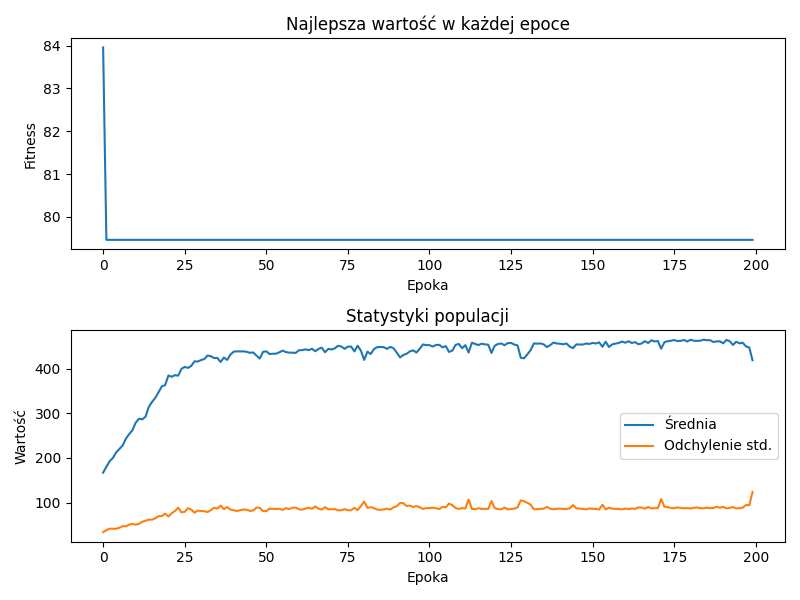 Najlepsza wartość w każdej epoce
84
83
82
81
80
Fitness
0 25 50 75 100 125 150 175 200
Epoka
Statystyki populacji
400
300
200
100
Wartość
Średnia
Odchylenie std.
0 25 50 75 100 125 150 175 200
Epoka